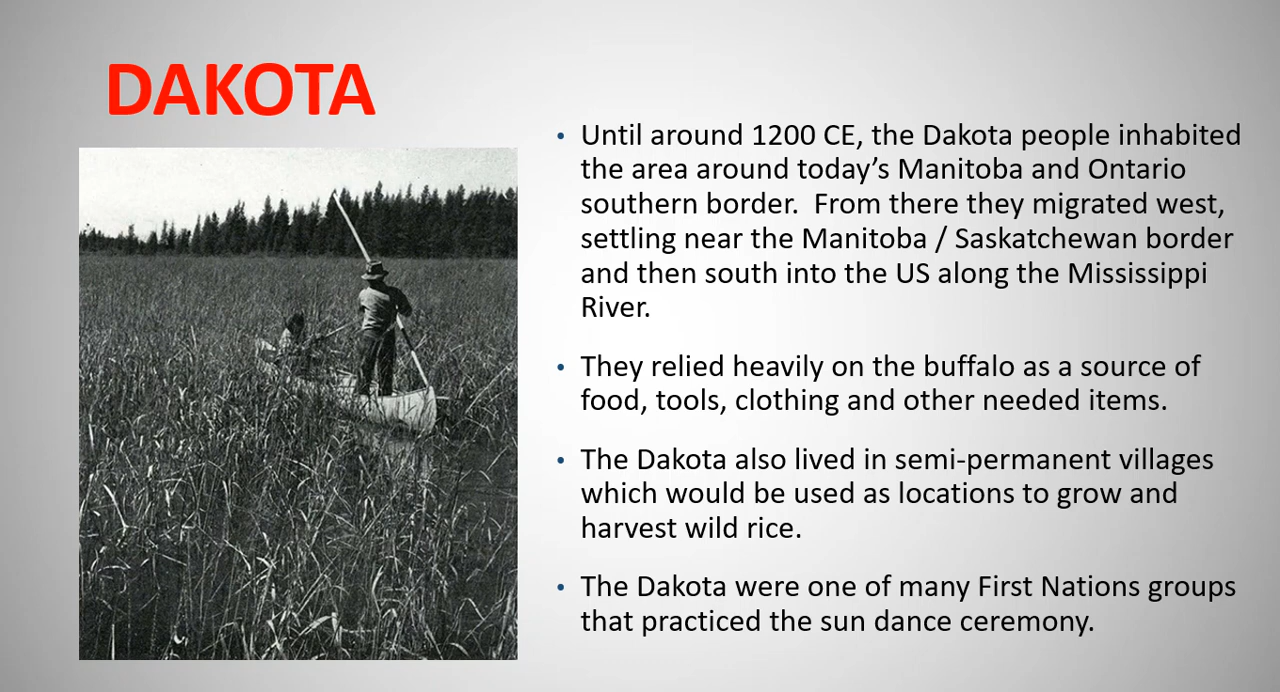 DAKOTA
• Until around 1200 CE, the Dakota people inhabited
the area around today’s Manitoba and Ontario
southern border.  From there they migrated west,
settling near the Manitoba / Saskatchewan border
and then south into the US along the Mississippi
River.
• They relied heavily on the buffalo as a source of
food, tools, clothing and other needed items.
• The Dakota also lived in semi-permanent villages
which would be used as locations to grow and
harvest wild rice.
• The Dakota were one of many First Nations groups
that practiced the sun dance ceremony.